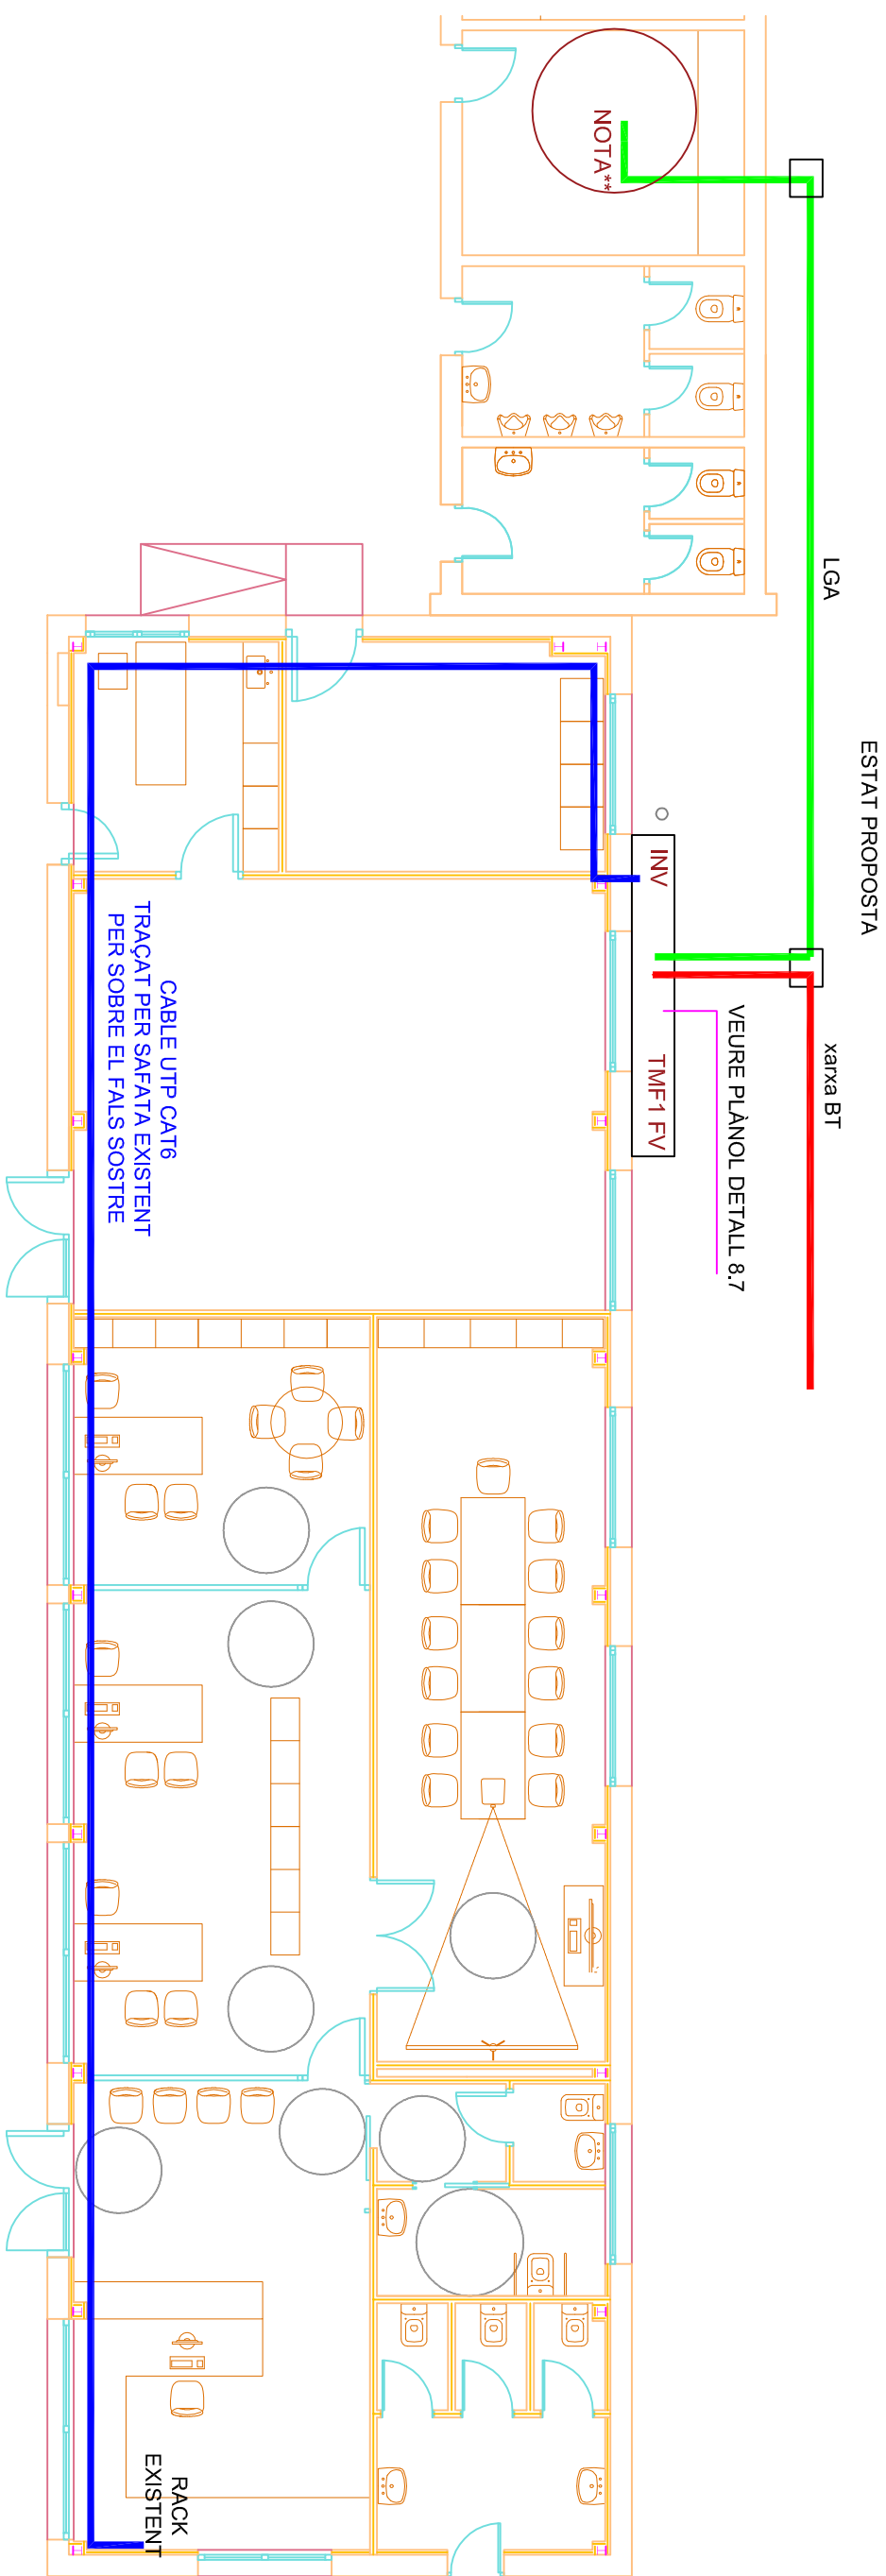 ESTAT PROPOSTA
LGA
xarxa BT
VEURE PLÀNOL DETALL 8.7
NOTA**
INV
TMF1 FV
CABLE UTP CAT6
TRAÇAT PER SAFATA EXISTENT
PER SOBRE EL FALS SOSTRE
RACK
EXISTENT